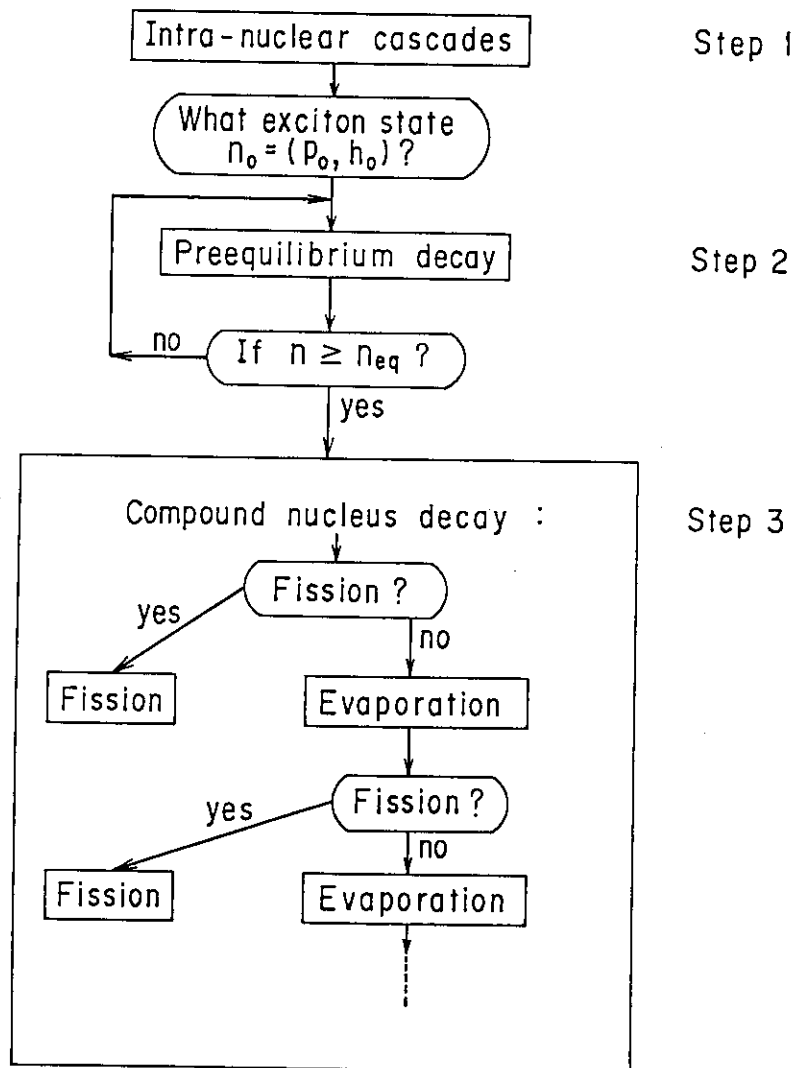 Intra-nuclear cascades
Step 1
What exciton state
n₀ = (p₀, h₀) ?
Preequilibrium decay
Step 2
no
If n ≥ n_eq ?
yes
Compound nucleus decay :
Step 3
Fission ?
yes
no
Fission
Evaporation
Fission ?
yes
no
Fission
Evaporation